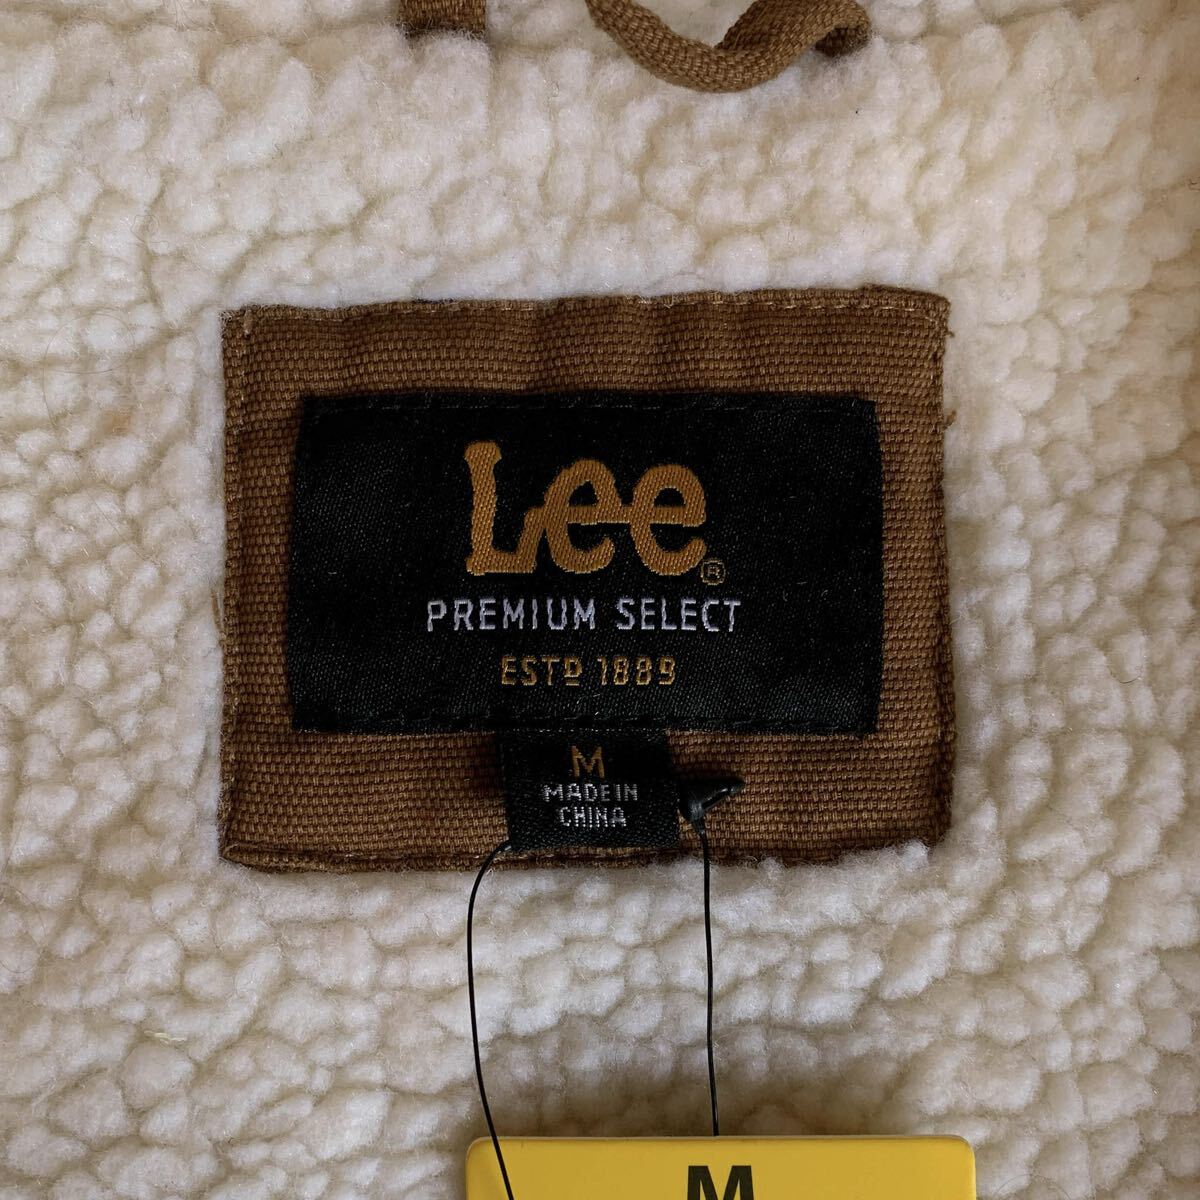 Lee®
PREMIUM SELECT
ESTD 1889
M
MADE IN
CHINA
M